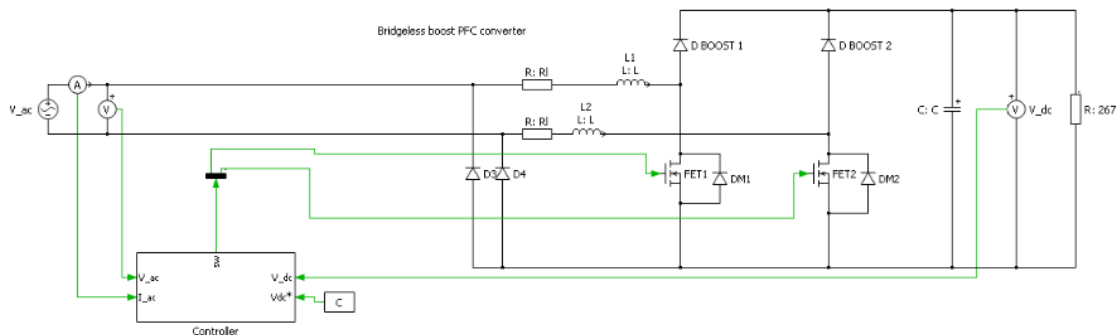 Bridgeless boost PFC converter
D BOOST 1
D BOOST 2
L1
R: Rl
L: L
A
V_ac
V
L2
L: L
R: Rl
C: C
V
V_dc
R: 267
D3
D4
FET1
DM1
FET2
DM2
sw
V_ac
V_dc
I_ac
Vdc*
C
Controller